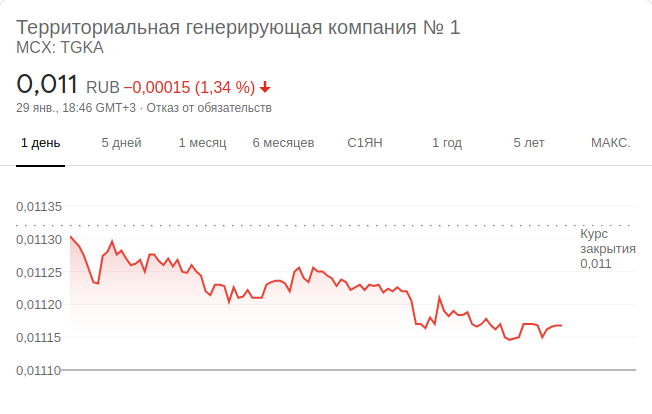 Территориальная генерирующая компания № 1
MCX: TGKA
0,011 RUB −0,00015 (1,34 %)
29 янв., 18:46 GMT+3 · Отказ от обязательств
1 день 5 дней 1 месяц 6 месяцев С1ЯН 1 год 5 лет МАКС.
0,01135
0,01130
0,01125
0,01120
0,01115
0,01110
Курс
закрытия
0,011